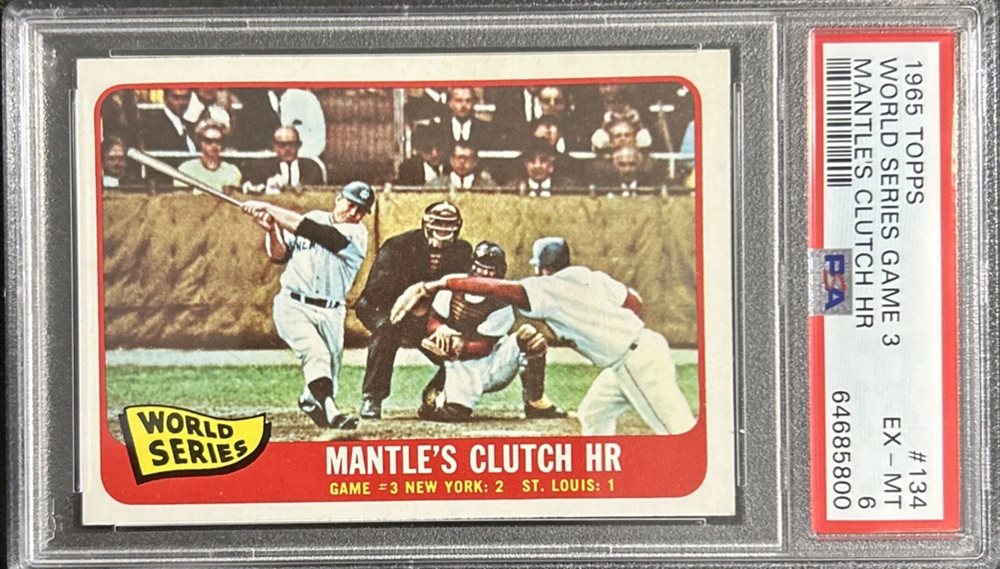 WORLD
SERIES
MANTLE'S CLUTCH HR
GAME #3 NEW YORK: 2 ST. LOUIS: 1
1965 TOPPS #134
WORLD SERIES GAME 3 EX - MT
MANTLE'S CLUTCH HR 6
PSA 64685800